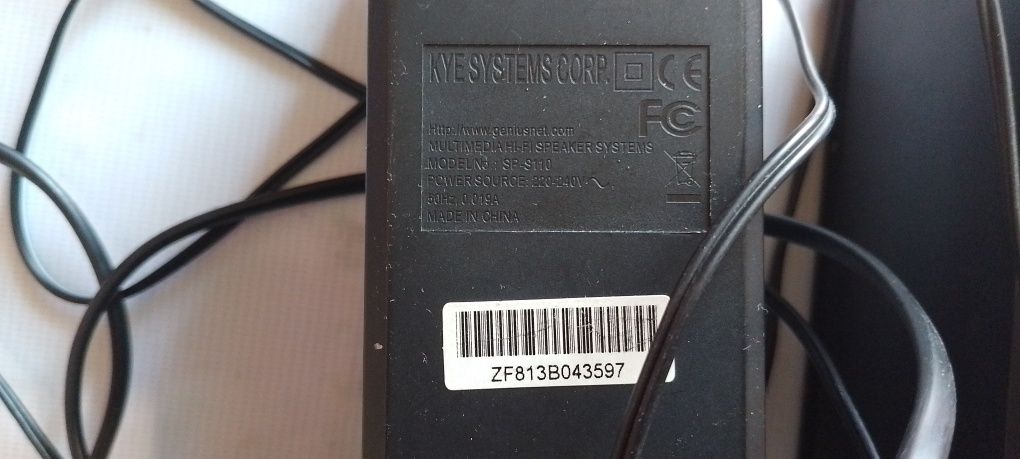 KYE SYSTEMS CORP. CE
FC
Http://www.geniusnet.com
MULTIMEDIA HI-FI SPEAKER SYSTEMS
MODEL No : SP-S110
POWER SOURCE: 220-240V~
50Hz, 0.019A
MADE IN CHINA
ZF813B043597